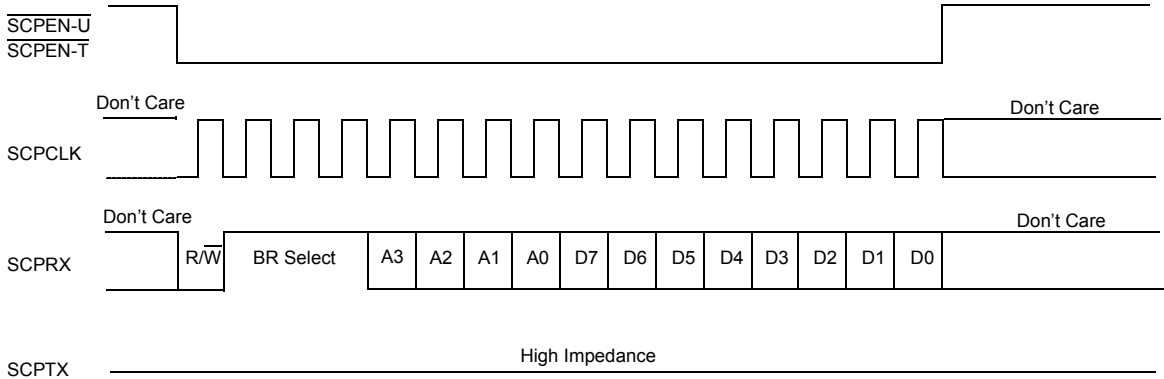 SCPEN-U
SCPEN-T
Don't Care
Don't Care
SCPCLK
Don't Care
Don't Care
SCPRX
R/W
BR Select
A3
A2
A1
A0
D7
D6
D5
D4
D3
D2
D1
D0
High Impedance
SCPTX